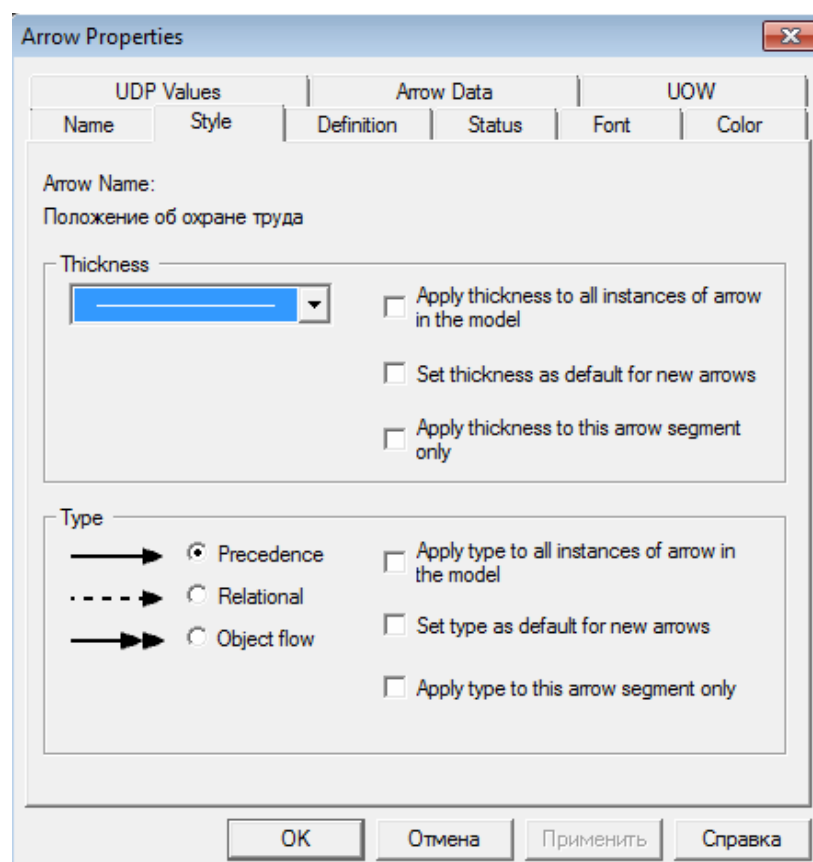 Arrow Properties
UDP Values Arrow Data UOW
Name Style Definition Status Font Color
Arrow Name:
Положение об охране труда
Thickness
Apply thickness to all instances of arrow
in the model
Set thickness as default for new arrows
Apply thickness to this arrow segment
only
Type
Precedence
Relational
Object flow
Apply type to all instances of arrow in
the model
Set type as default for new arrows
Apply type to this arrow segment only
OK Отмена Применить Справка